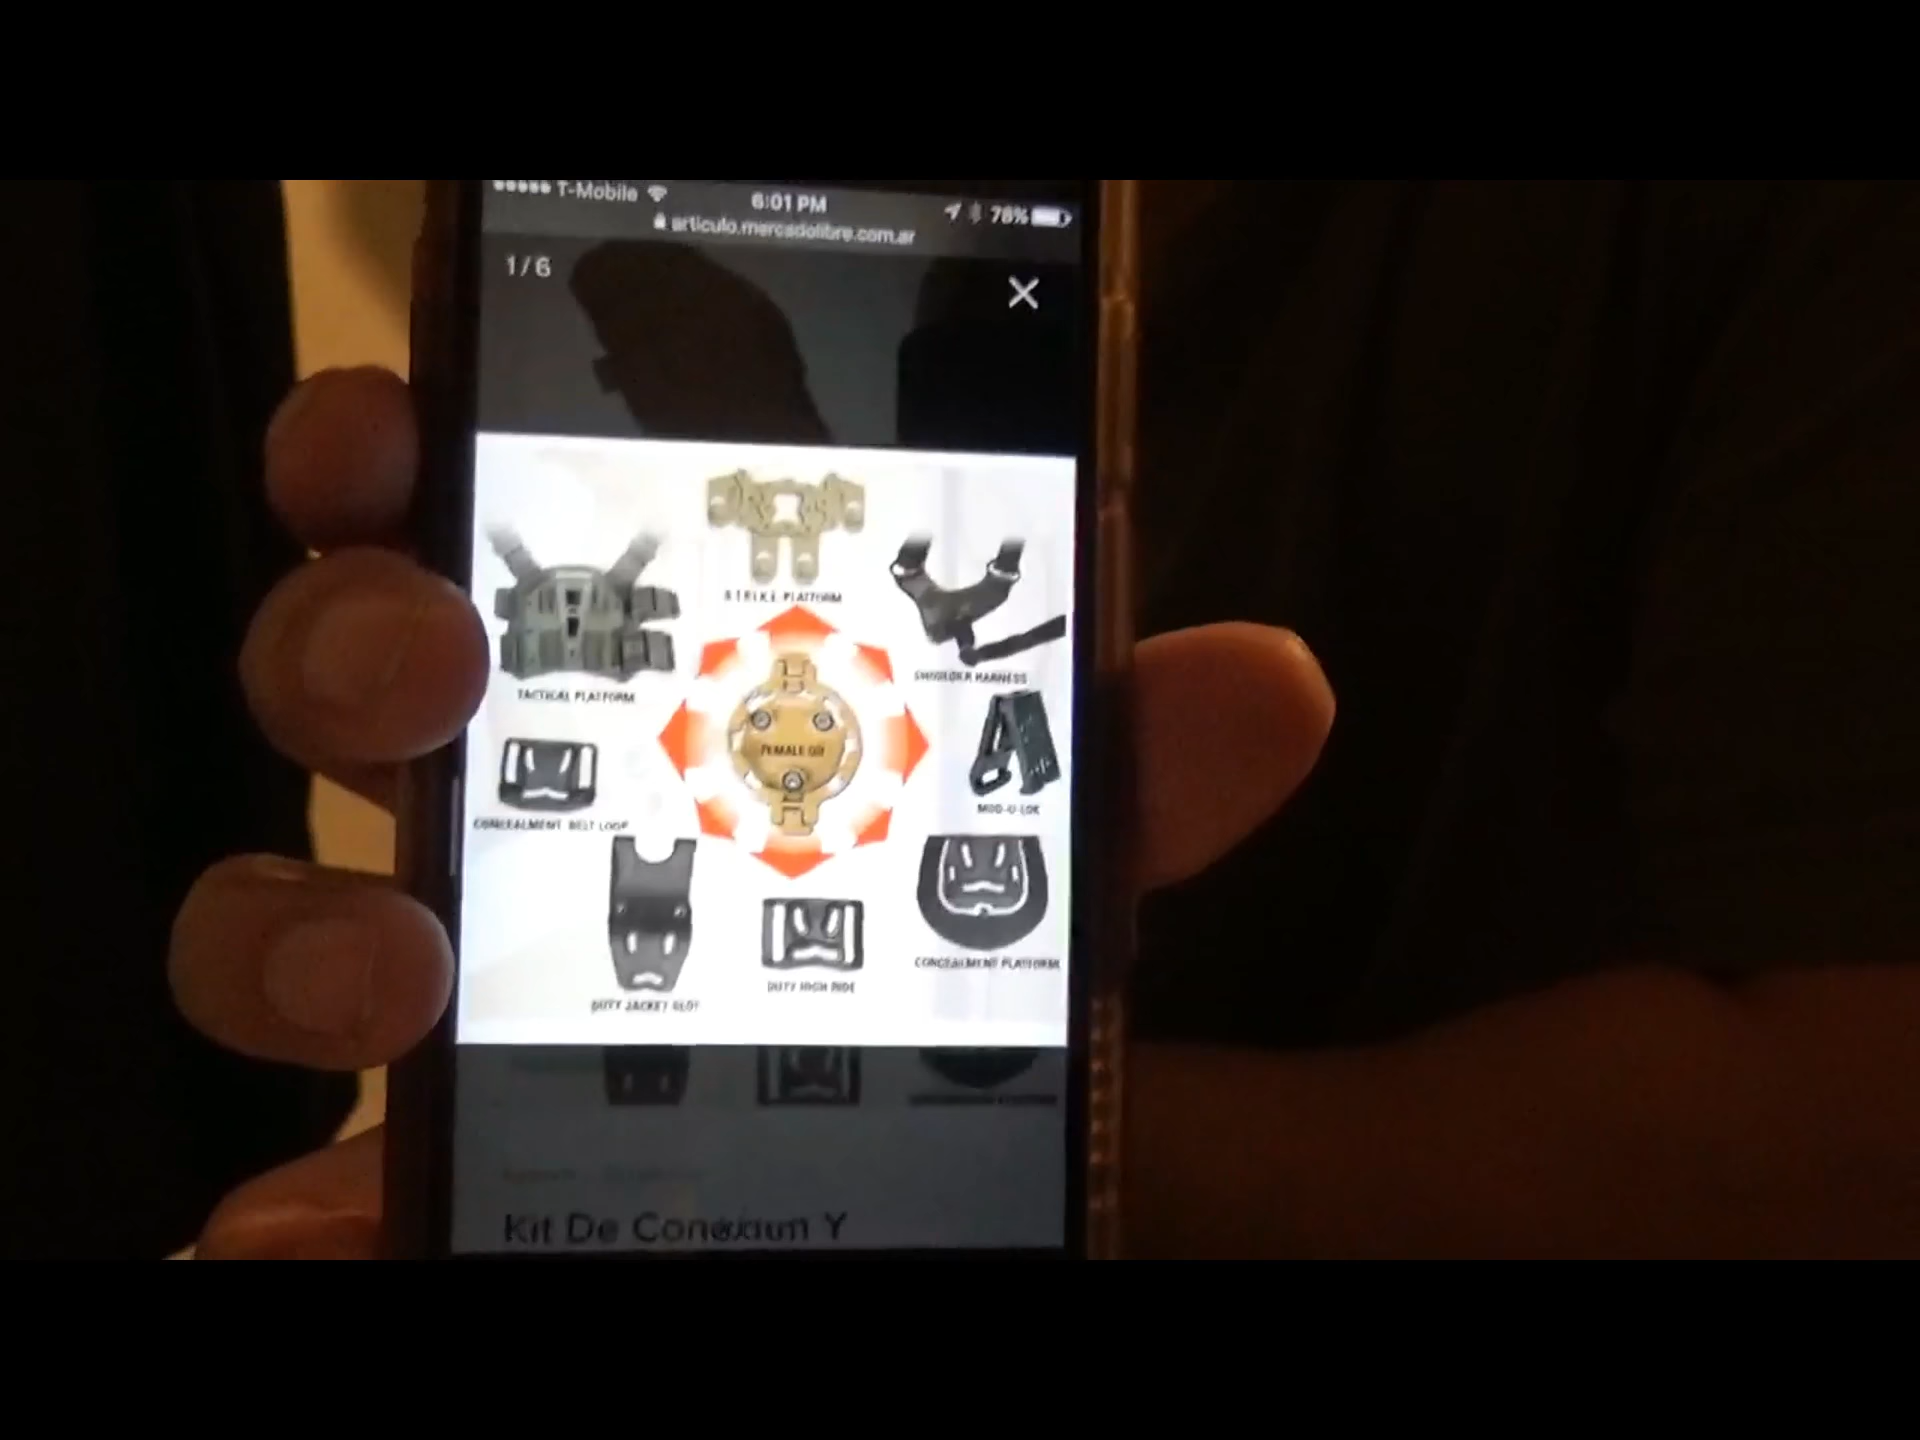 T-Mobile 6:01 PM 78%
articulo.mercadolibre.com.ar
1/6
S.T.R.I.K.E. PLATFORM
SHOULDER HARNESS
TACTICAL PLATFORM
FEMALE QD
MOD-U-LOK
CONCEALMENT BELT LOOP
CONCEALMENT PLATFORM
DUTY HIGH RIDE
DUTY JACKET SLOT
Kit De Conexion Y